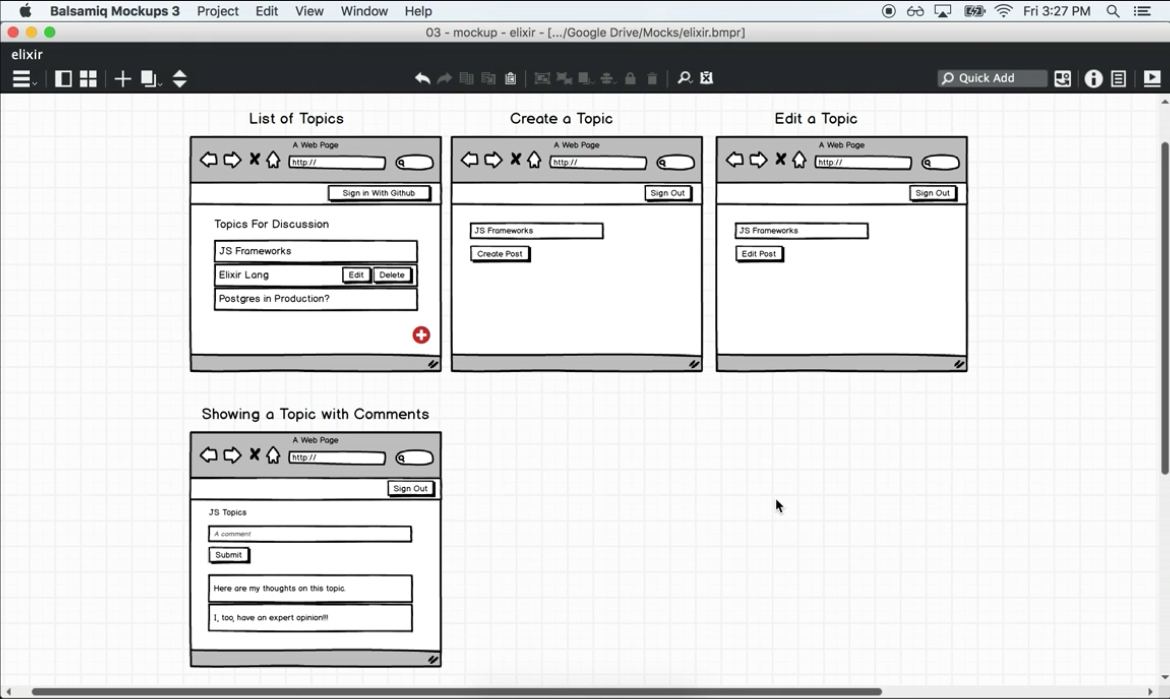 Balsamiq Mockups 3 Project Edit View Window Help Fri 3:27 PM
03 - mockup - elixir - [.../Google Drive/Mocks/elixir.bmpr]
elixir
Quick Add
List of Topics
A Web Page
http://
Sign in With Github
Topics For Discussion
JS Frameworks
Elixir Lang Edit Delete
Postgres in Production?
Create a Topic
A Web Page
http://
Sign Out
JS Frameworks
Create Post
Edit a Topic
A Web Page
http://
Sign Out
JS Frameworks
Edit Post
Showing a Topic with Comments
A Web Page
http://
Sign Out
JS Topics
A comment
Submit
Here are my thoughts on this topic.
I, too, have an expert opinion!!!